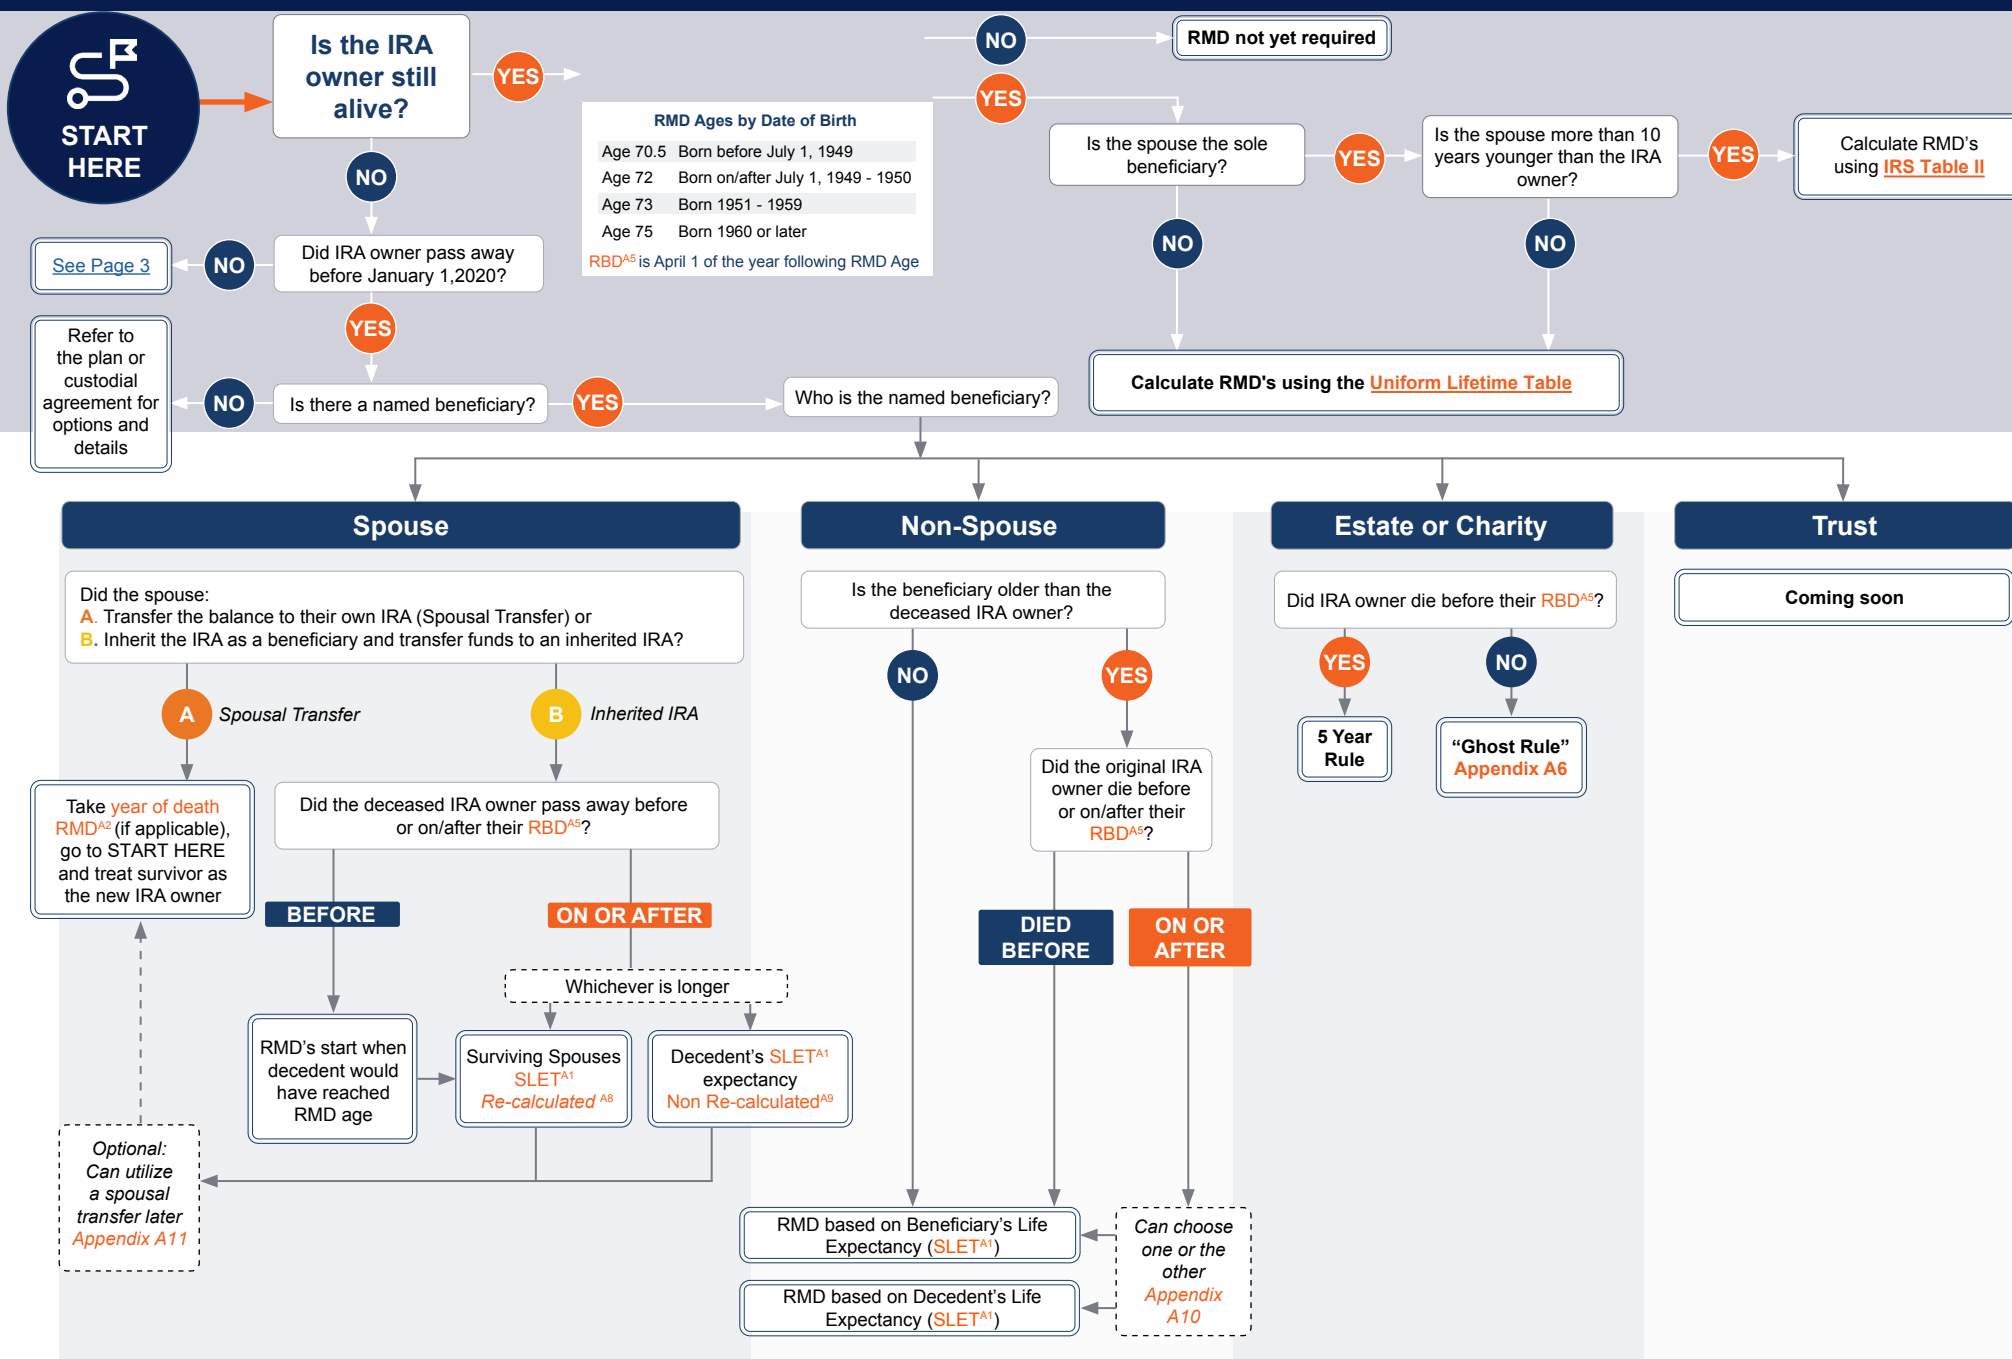 START
HERE
Is the IRA
owner still
alive?
YES
NO
RMD not yet required
YES
RMD Ages by Date of Birth
Age 70.5 Born before July 1, 1949
Age 72 Born on/after July 1, 1949 - 1950
Age 73 Born 1951 - 1959
Age 75 Born 1960 or later
RBDA5 is April 1 of the year following RMD Age
Is the spouse the sole
beneficiary?
YES
Is the spouse more than 10
years younger than the IRA
owner?
YES
Calculate RMD's
using IRS Table II
NO
NO
NO
Did IRA owner pass away
before January 1,2020?
NO
See Page 3
YES
Is there a named beneficiary?
NO
Refer to
the plan or
custodial
agreement for
options and
details
YES
Who is the named beneficiary?
Calculate RMD's using the Uniform Lifetime Table
Spouse
Did the spouse:
A. Transfer the balance to their own IRA (Spousal Transfer) or
B. Inherit the IRA as a beneficiary and transfer funds to an inherited IRA?
A
Spousal Transfer
B
Inherited IRA
Take year of death
RMDA2 (if applicable),
go to START HERE
and treat survivor as
the new IRA owner
Did the deceased IRA owner pass away before
or on/after their RBDA5?
BEFORE
ON OR AFTER
Whichever is longer
RMD's start when
decedent would
have reached
RMD age
Surviving Spouses
SLETA1
Re-calculated A8
Decedent's SLETA1
expectancy
Non Re-calculatedA9
Optional:
Can utilize
a spousal
transfer later
Appendix A11
Non-Spouse
Is the beneficiary older than the
deceased IRA owner?
NO
YES
Did the original IRA
owner die before
or on/after their
RBDA5?
DIED
BEFORE
ON OR
AFTER
RMD based on Beneficiary's Life
Expectancy (SLETA1)
RMD based on Decedent's Life
Expectancy (SLETA1)
Can choose
one or the
other
Appendix
A10
Estate or Charity
Did IRA owner die before their RBDA5?
YES
NO
5 Year
Rule
“Ghost Rule”
Appendix A6
Trust
Coming soon